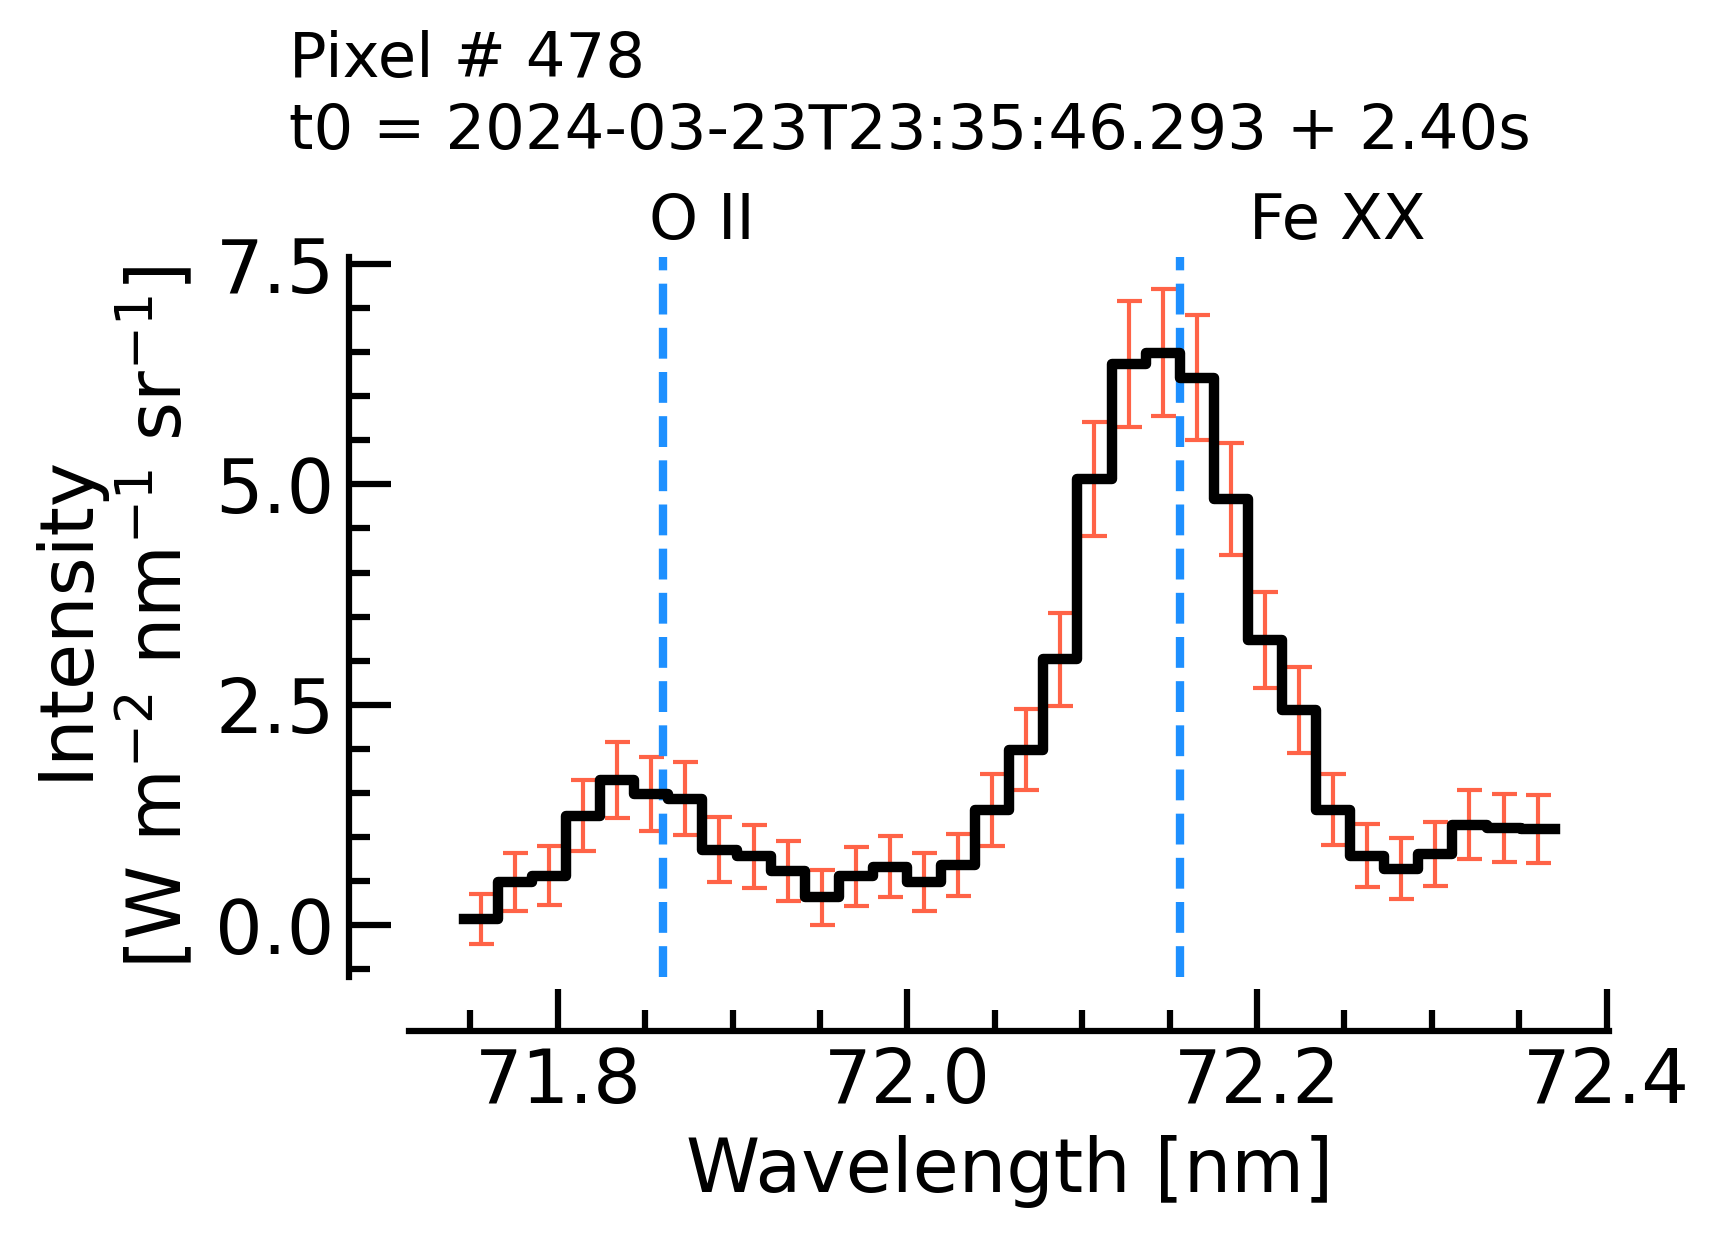 Pixel # 478
t0 = 2024-03-23T23:35:46.293 + 2.40s
O II
Fe XX
Intensity
[W m⁻² nm⁻¹ sr⁻¹]
7.5
5.0
2.5
0.0
71.8
72.0
72.2
72.4
Wavelength [nm]